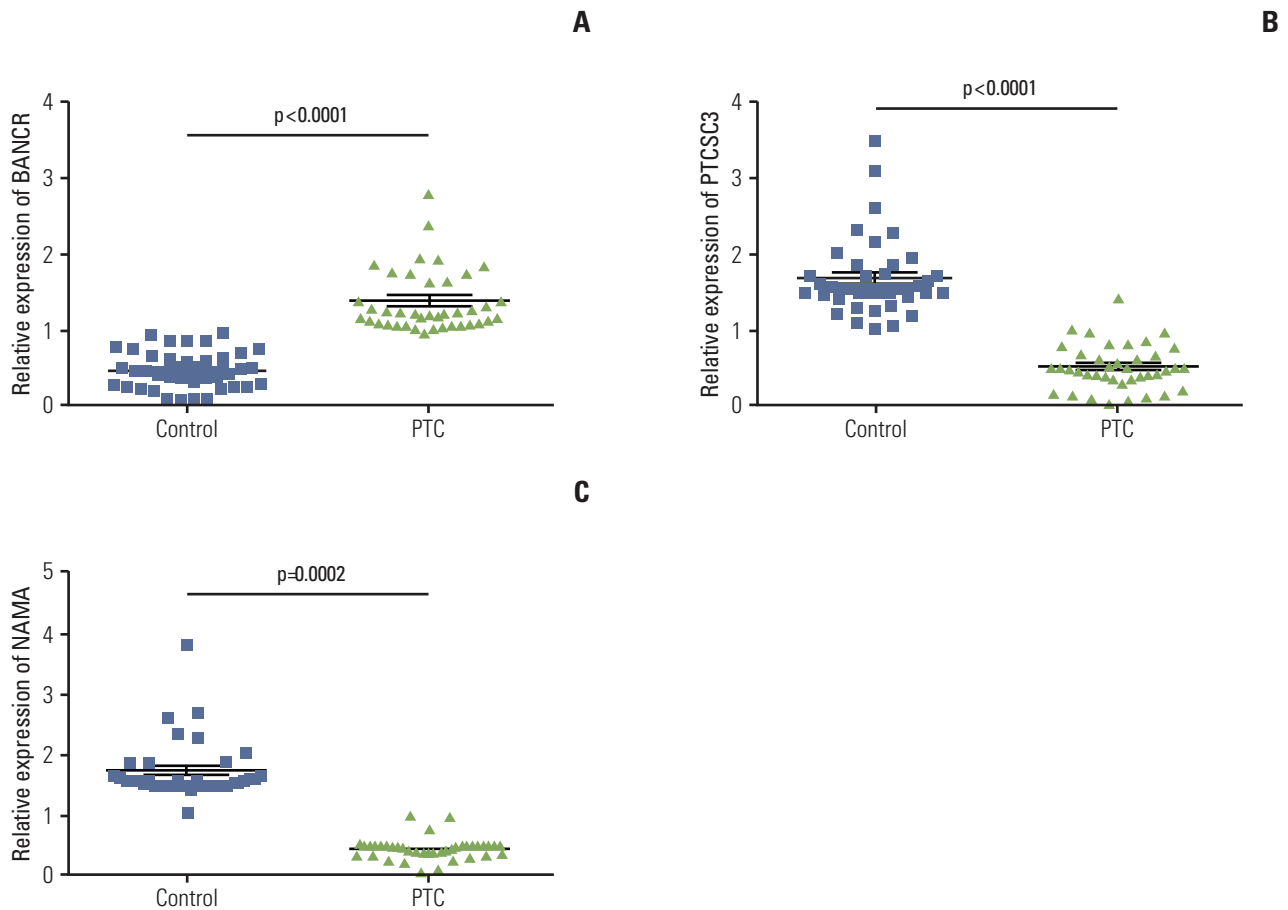 A
Relative expression of BANCR
4
3
2
1
0
p<0.0001
Control
PTC
B
Relative expression of PTCSC3
4
3
2
1
0
p<0.0001
Control
PTC
C
Relative expression of NAMA
5
4
3
2
1
0
p=0.0002
Control
PTC